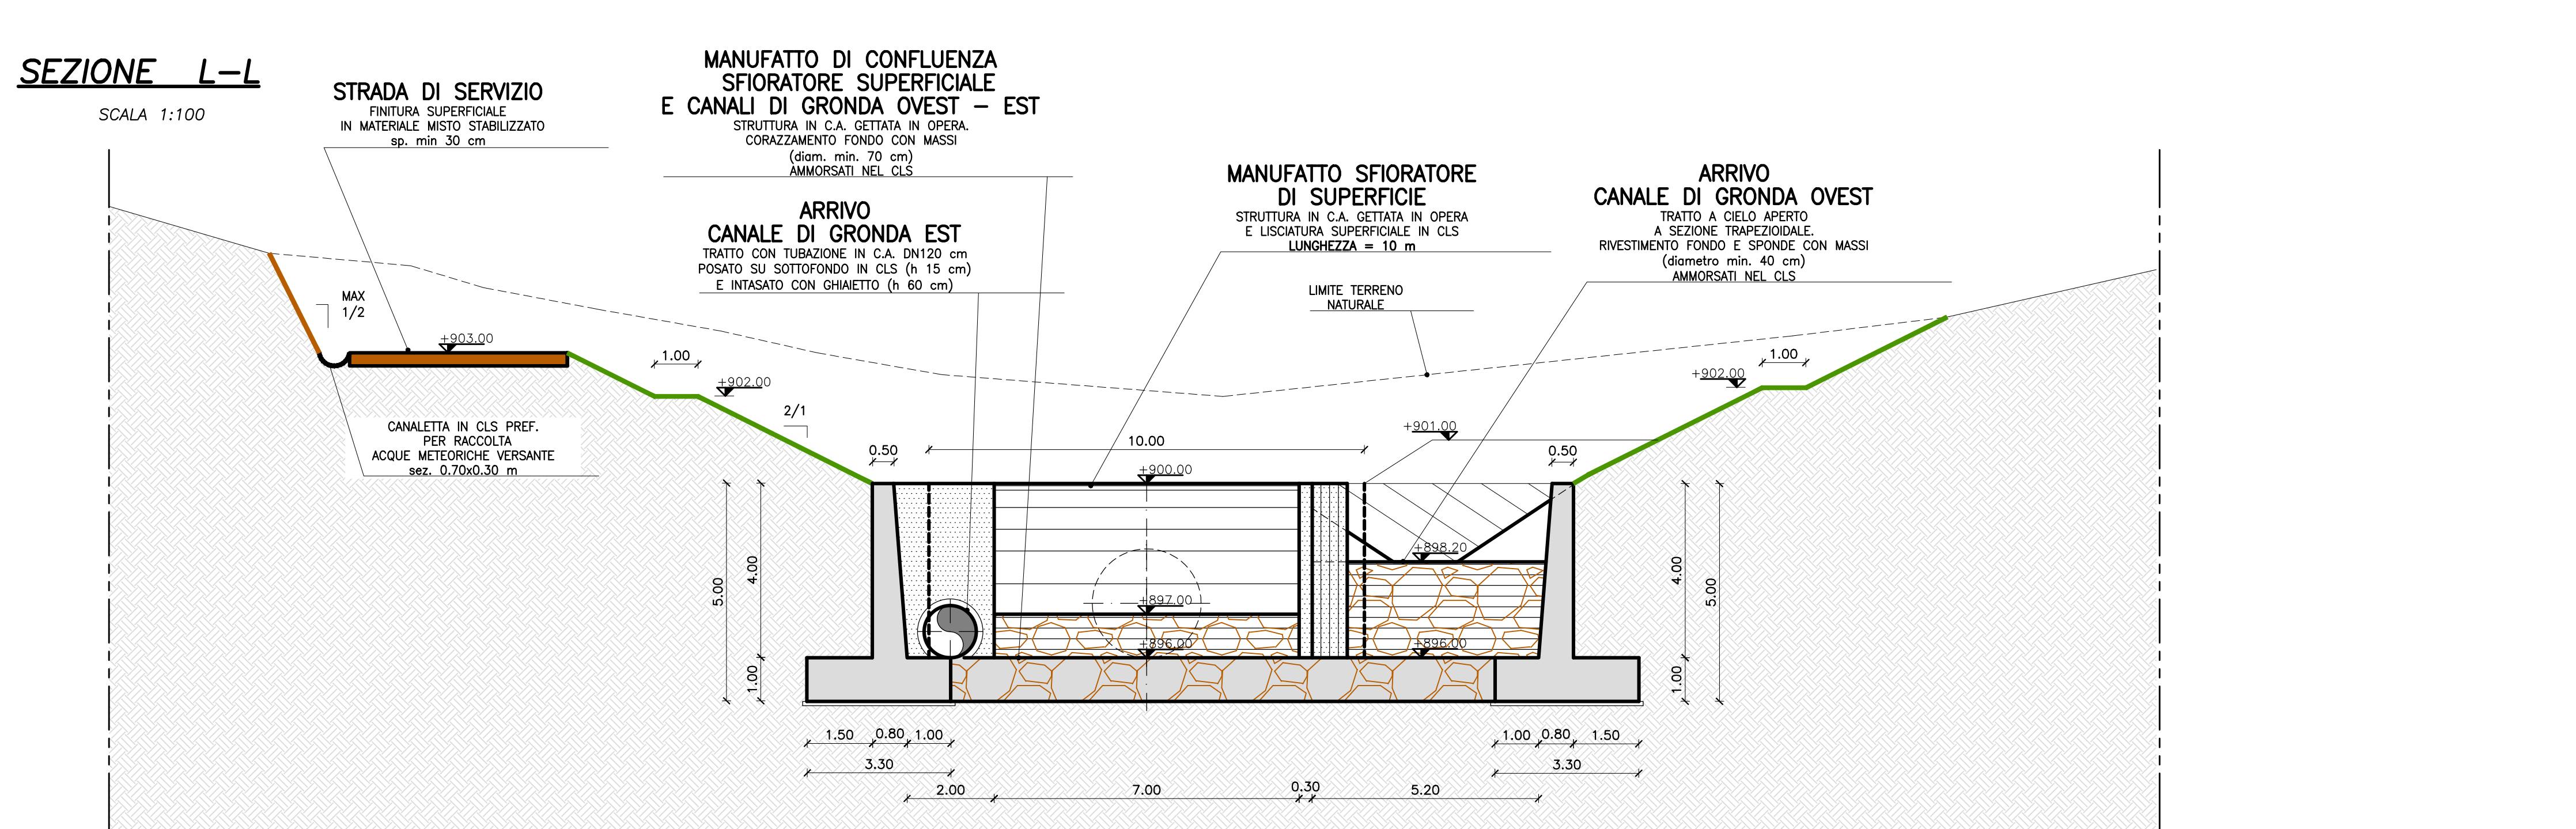 SEZIONE L-L
SCALA 1:100
STRADA DI SERVIZIO
FINITURA SUPERFICIALE
IN MATERIALE MISTO STABILIZZATO
sp. min 30 cm
MANUFATTO DI CONFLUENZA
SFIORATORE SUPERFICIALE
E CANALI DI GRONDA OVEST - EST
STRUTTURA IN C.A. GETTATA IN OPERA.
CORAZZAMENTO FONDO CON MASSI
(diam. min. 70 cm)
AMMORSATI NEL CLS
ARRIVO
CANALE DI GRONDA EST
TRATTO CON TUBAZIONE IN C.A. DN120 cm
POSATO SU SOTTOFONDO IN CLS (h 15 cm)
E INTASATO CON GHIAIETTO (h 60 cm)
MANUFATTO SFIORATORE
DI SUPERFICIE
STRUTTURA IN C.A. GETTATA IN OPERA
E LISCIATURA SUPERFICIALE IN CLS
LUNGHEZZA = 10 m
ARRIVO
CANALE DI GRONDA OVEST
TRATTO A CIELO APERTO
A SEZIONE TRAPEZIOIDALE.
RIVESTIMENTO FONDO E SPONDE CON MASSI
(diametro min. 40 cm)
AMMORSATI NEL CLS
LIMITE TERRENO
NATURALE
MAX
1/2
+903.00
1.00
+902.00
2/1
CANALETTA IN CLS PREF.
PER RACCOLTA
ACQUE METEORICHE VERSANTE
sez. 0.70x0.30 m
0.50
10.00
+901.00
+902.00
1.00
0.50
+900.00
+898.20
+897.00
+896.00
+896.00
5.00
4.00
1.00
4.00
5.00
1.00
1.50
0.80
1.00
3.30
1.00
0.80
1.50
3.30
2.00
7.00
0.30
5.20